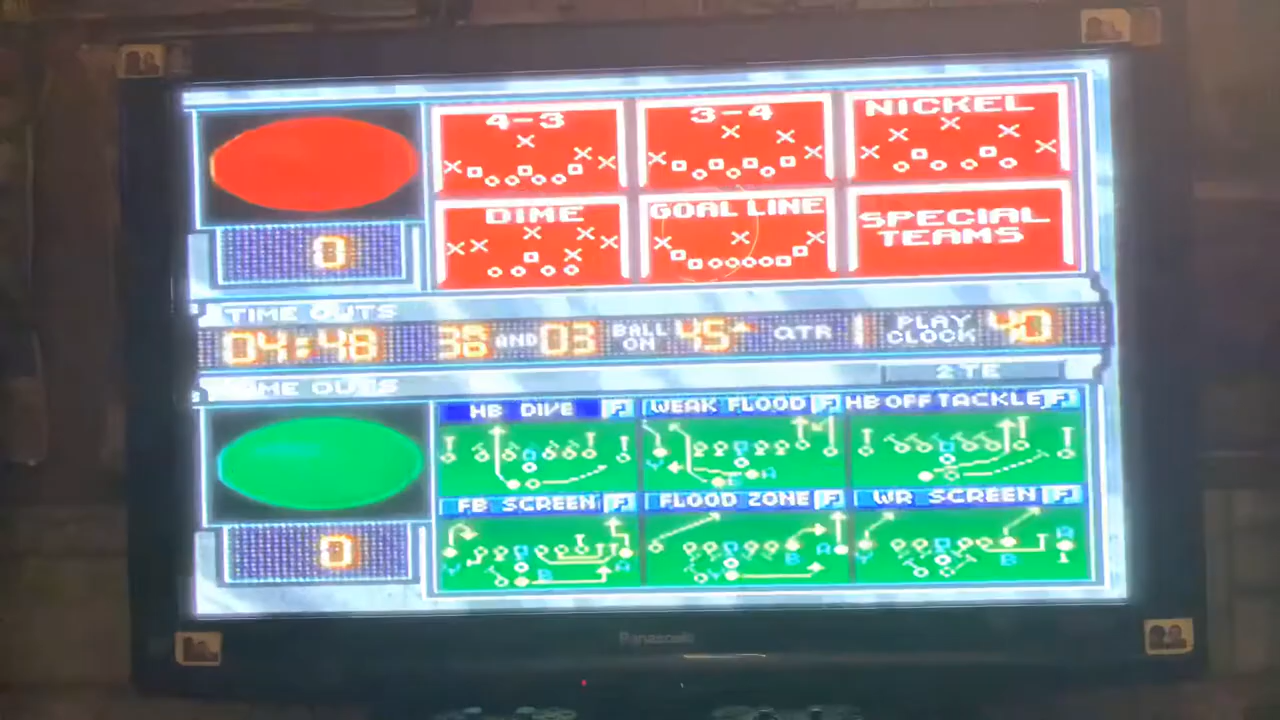 4-3
3-4
NICKEL
DIME
GOAL LINE
SPECIAL
TEAMS
0
TIME OUTS
04:48 36 AND 03 BALL ON 45 QTR 1 PLAY CLOCK 40
TIME OUTS
2 TE
HB DIVE F
WEAK FLOOD F
HB OFF TACKLE F
FB SCREEN F
FLOOD ZONE F
WR SCREEN F
0
Panasonic